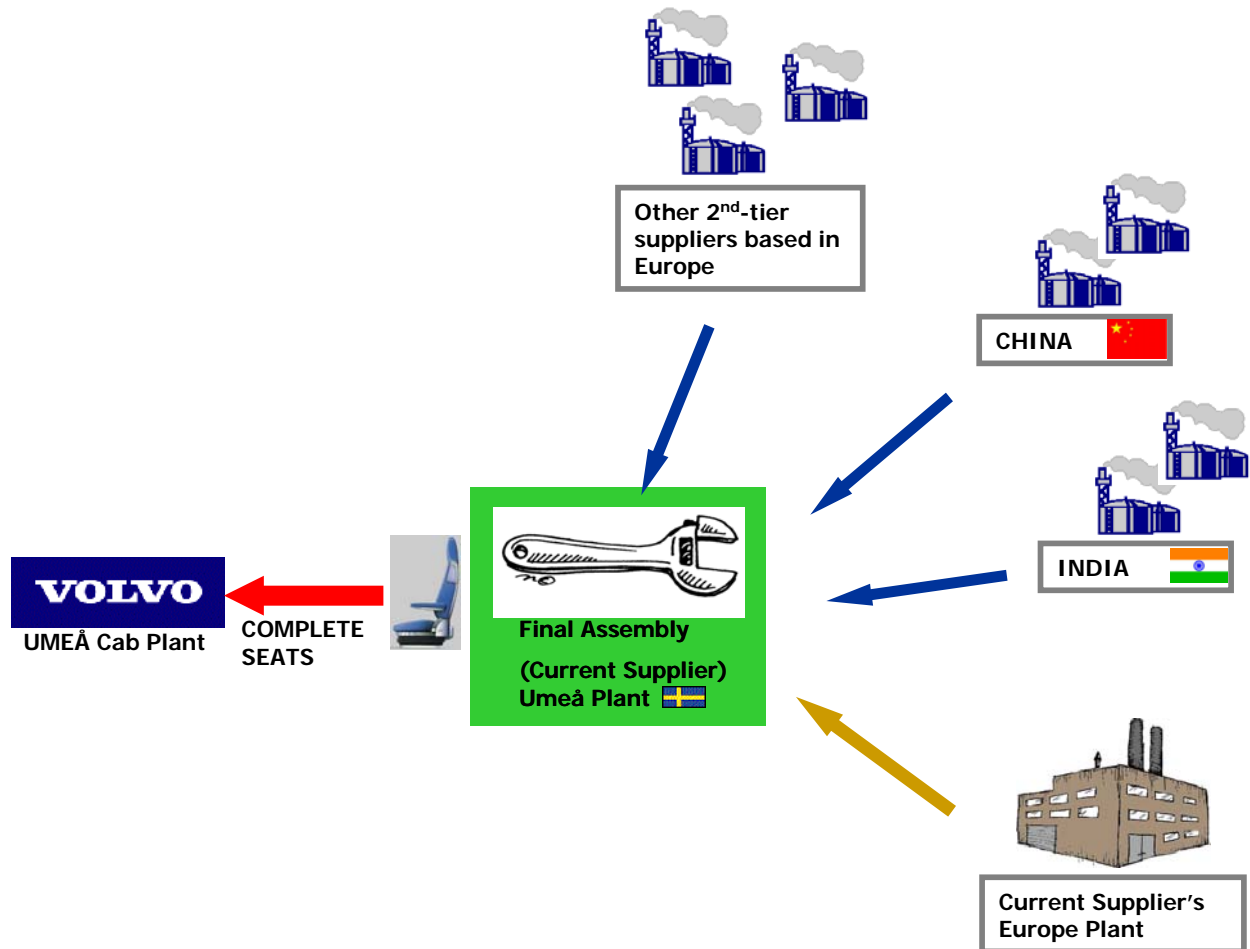 Other 2nd-tier
suppliers based in
Europe
CHINA
INDIA
VOLVO
UMEÅ Cab Plant
COMPLETE
SEATS
Final Assembly
(Current Supplier)
Umeå Plant
Current Supplier's
Europe Plant